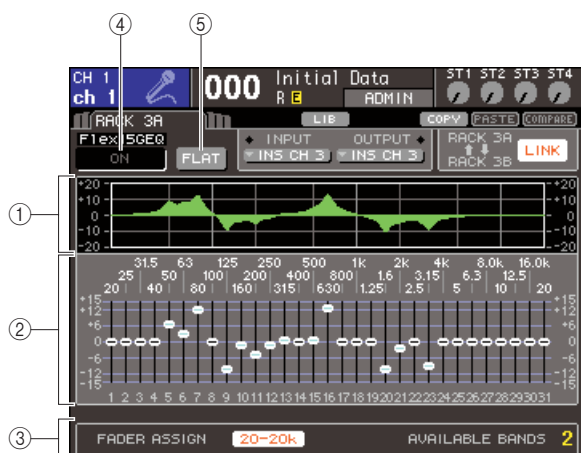 ④ ⑤
CH 1
ch 1
000 Initial Data
R E ADMIN
ST1 ST2 ST3 ST4
RACK 3A
LIB
COPY PASTE COMPARE
Flex15GEQ
ON
FLAT
INPUT
INS CH 3
OUTPUT
INS CH 3
RACK 3A
RACK 3B
LINK
①
+20 +20
+10 +10
0 0
-10 -10
-20 -20
②
31.5 63 125 250 500 1k 2k 4k 8.0k 16.0k
25 50 100 200 400 800 1.6 3.15 6.3 12.5
20 40 80 160 315 630 1.25 2.5 5 10 20
+15 +15
+12 +12
+6 +6
0 0
-6 -6
-12 -12
-15 -15
1 2 3 4 5 6 7 8 9 10 11 12 13 14 15 16 17 18 19 20 21 22 23 24 25 26 27 28 29 30 31
③
FADER ASSIGN 20-20k AVAILABLE BANDS 2